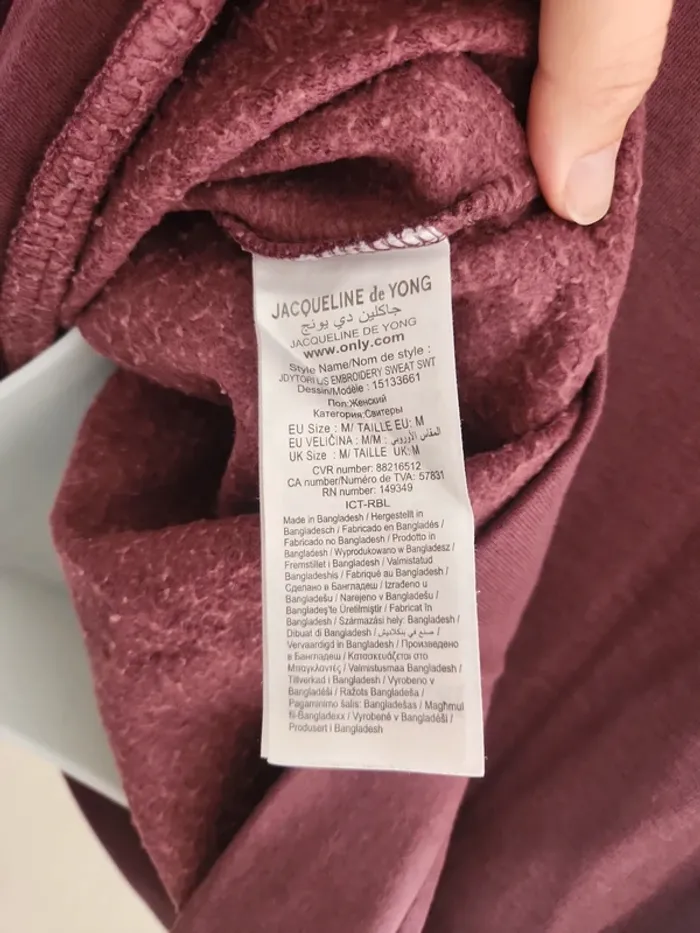 JACQUELINE de YONG
جاكلين دي يونج
JACQUELINE DE YONG
www.only.com
Style Name/Nom de style :
JDYTORI L/S EMBROIDERY SWEAT SWT
Dessin/Modèle : 15133661
Пол:Женский
Категория:Свитеры
EU Size : M/ TAILLE EU: M
EU VELIČINA : M/M : المقاس الأوروبي
UK Size : M/ TAILLE UK: M
CVR number: 88216512
CA number/Numéro de TVA: 57831
RN number: 149349
ICT-RBL
Made in Bangladesh / Hergestellt in
Bangladesch / Fabricado en Bangladés /
Fabricado no Bangladesh / Prodotto in
Bangladesh / Wyprodukowano w Bangladesz /
Fremstillet i Bangladesh / Valmistatud
Bangladeshis / Fabriqué au Bangladesh /
Сделано в Бангладеш / Izrađeno u
Bangladešu / Narejeno v Bangladešu /
Bangladeş'te Üretilmiştir / Fabricat în
Bangladesh / Származási hely: Bangladesh /
Dibuat di Bangladesh / صنع في بنكلاديش /
Vervaardigd in Bangladesh / Произведено
в Бангладеш / Κατασκευάζεται στο
Μπαγκλαντές / Valmistusmaa Bangladesh /
Tillverkad i Bangladesh / Vyrobeno v
Bangladéši / Ražots Bangladeša /
Pagaminimo šalis: Bangladešas / Magħmul
fil-Bangladexx / Vyrobené v Bangladéši /
Produsert i Bangladesh